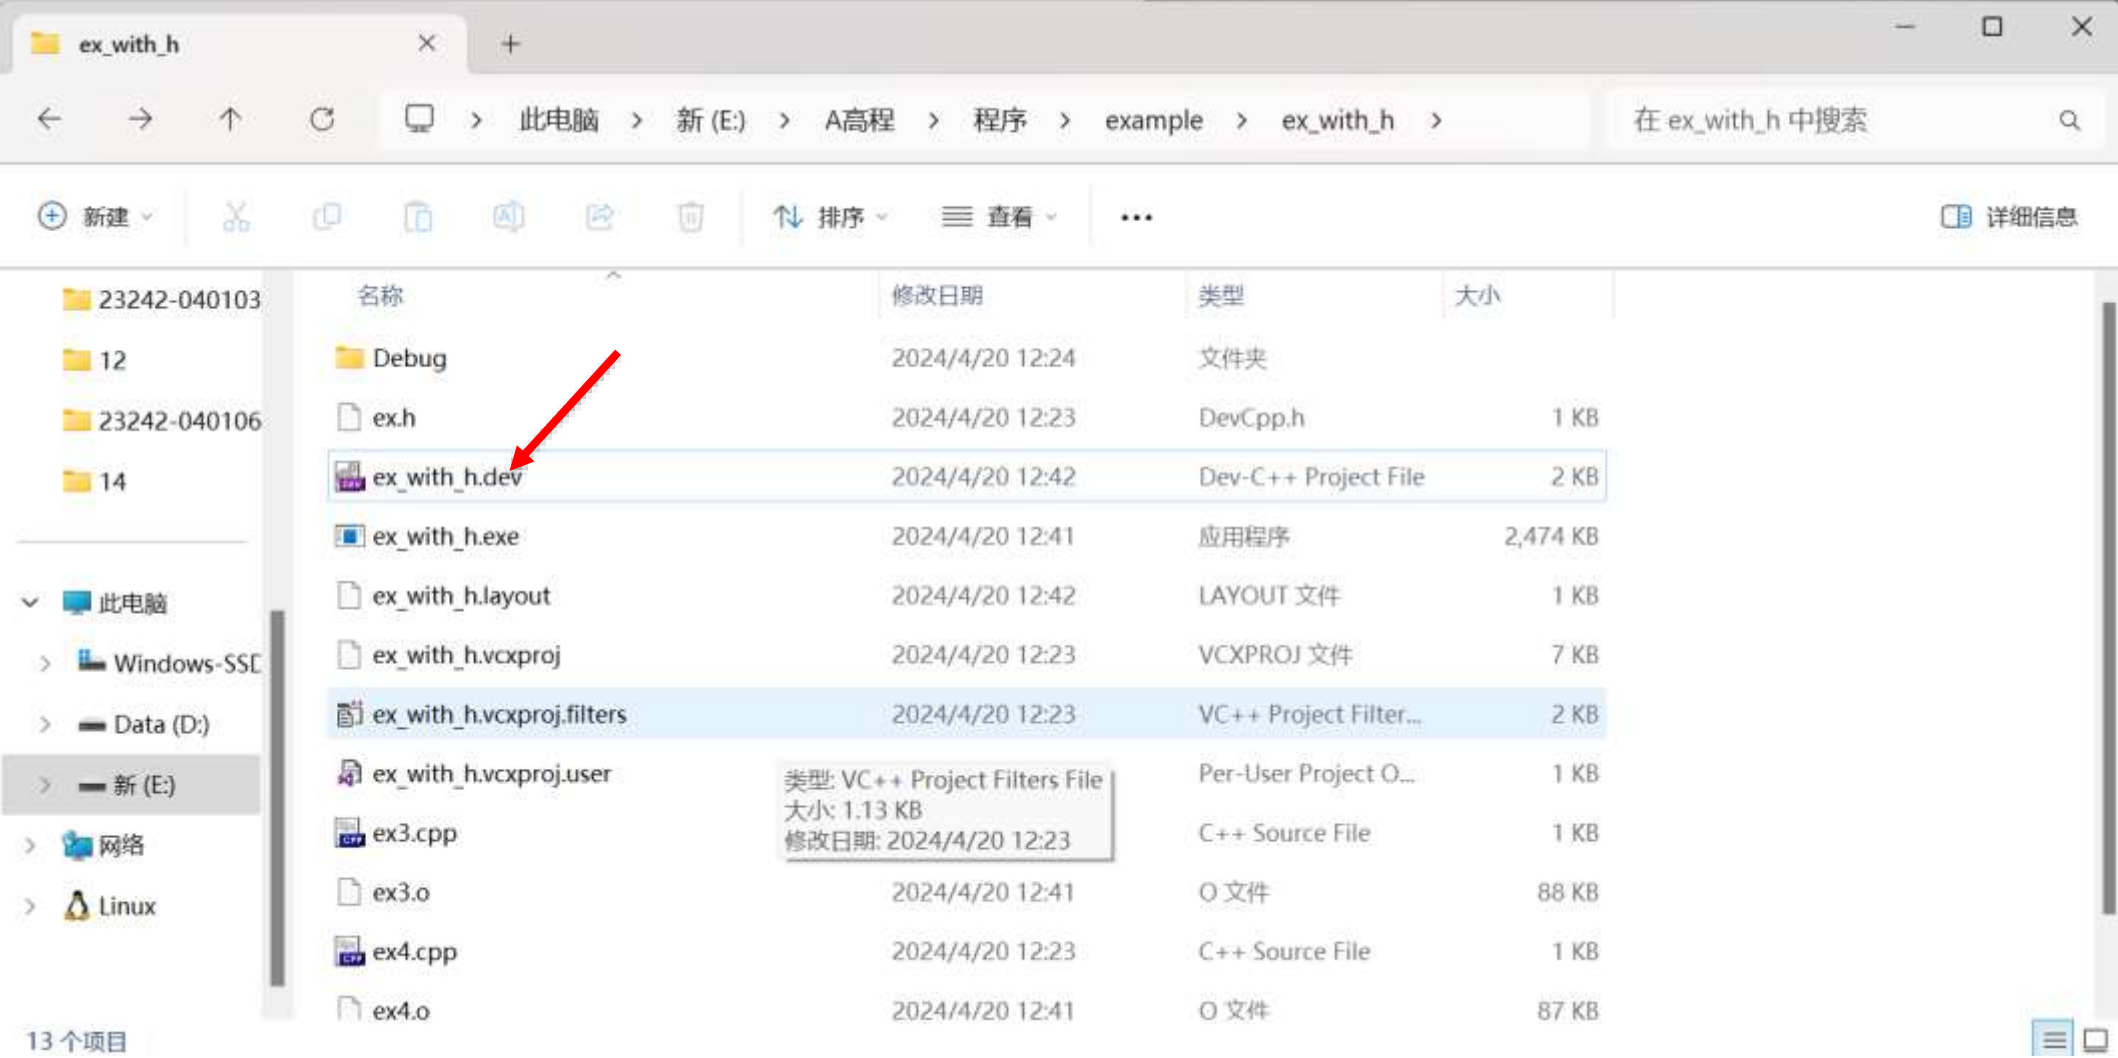 ex_with_h
此电脑 > 新 (E:) > A高程 > 程序 > example > ex_with_h >
在 ex_with_h 中搜索
新建
排序
查看
详细信息
23242-040103
12
23242-040106
14
此电脑
Windows-SSD
Data (D:)
新 (E:)
网络
Linux
名称 修改日期 类型 大小
Debug 2024/4/20 12:24 文件夹
ex.h 2024/4/20 12:23 DevCpp.h 1 KB
ex_with_h.dev 2024/4/20 12:42 Dev-C++ Project File 2 KB
ex_with_h.exe 2024/4/20 12:41 应用程序 2,474 KB
ex_with_h.layout 2024/4/20 12:42 LAYOUT 文件 1 KB
ex_with_h.vcxproj 2024/4/20 12:23 VCXPROJ 文件 7 KB
ex_with_h.vcxproj.filters 2024/4/20 12:23 VC++ Project Filter... 2 KB
ex_with_h.vcxproj.user Per-User Project O... 1 KB
类型: VC++ Project Filters File
大小: 1.13 KB
修改日期: 2024/4/20 12:23
ex3.cpp C++ Source File 1 KB
ex3.o 2024/4/20 12:41 O 文件 88 KB
ex4.cpp 2024/4/20 12:23 C++ Source File 1 KB
ex4.o 2024/4/20 12:41 O 文件 87 KB
13 个项目